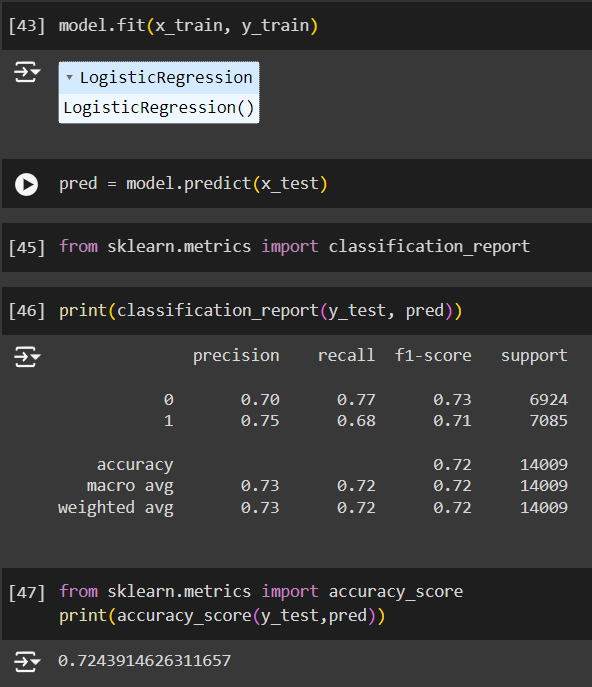 [43] model.fit(x_train, y_train)
LogisticRegression
LogisticRegression()
pred = model.predict(x_test)
[45] from sklearn.metrics import classification_report
[46] print(classification_report(y_test, pred))
precision recall f1-score support
0 0.70 0.77 0.73 6924
1 0.75 0.68 0.71 7085
accuracy 0.72 14009
macro avg 0.73 0.72 0.72 14009
weighted avg 0.73 0.72 0.72 14009
[47] from sklearn.metrics import accuracy_score
print(accuracy_score(y_test,pred))
0.7243914626311657